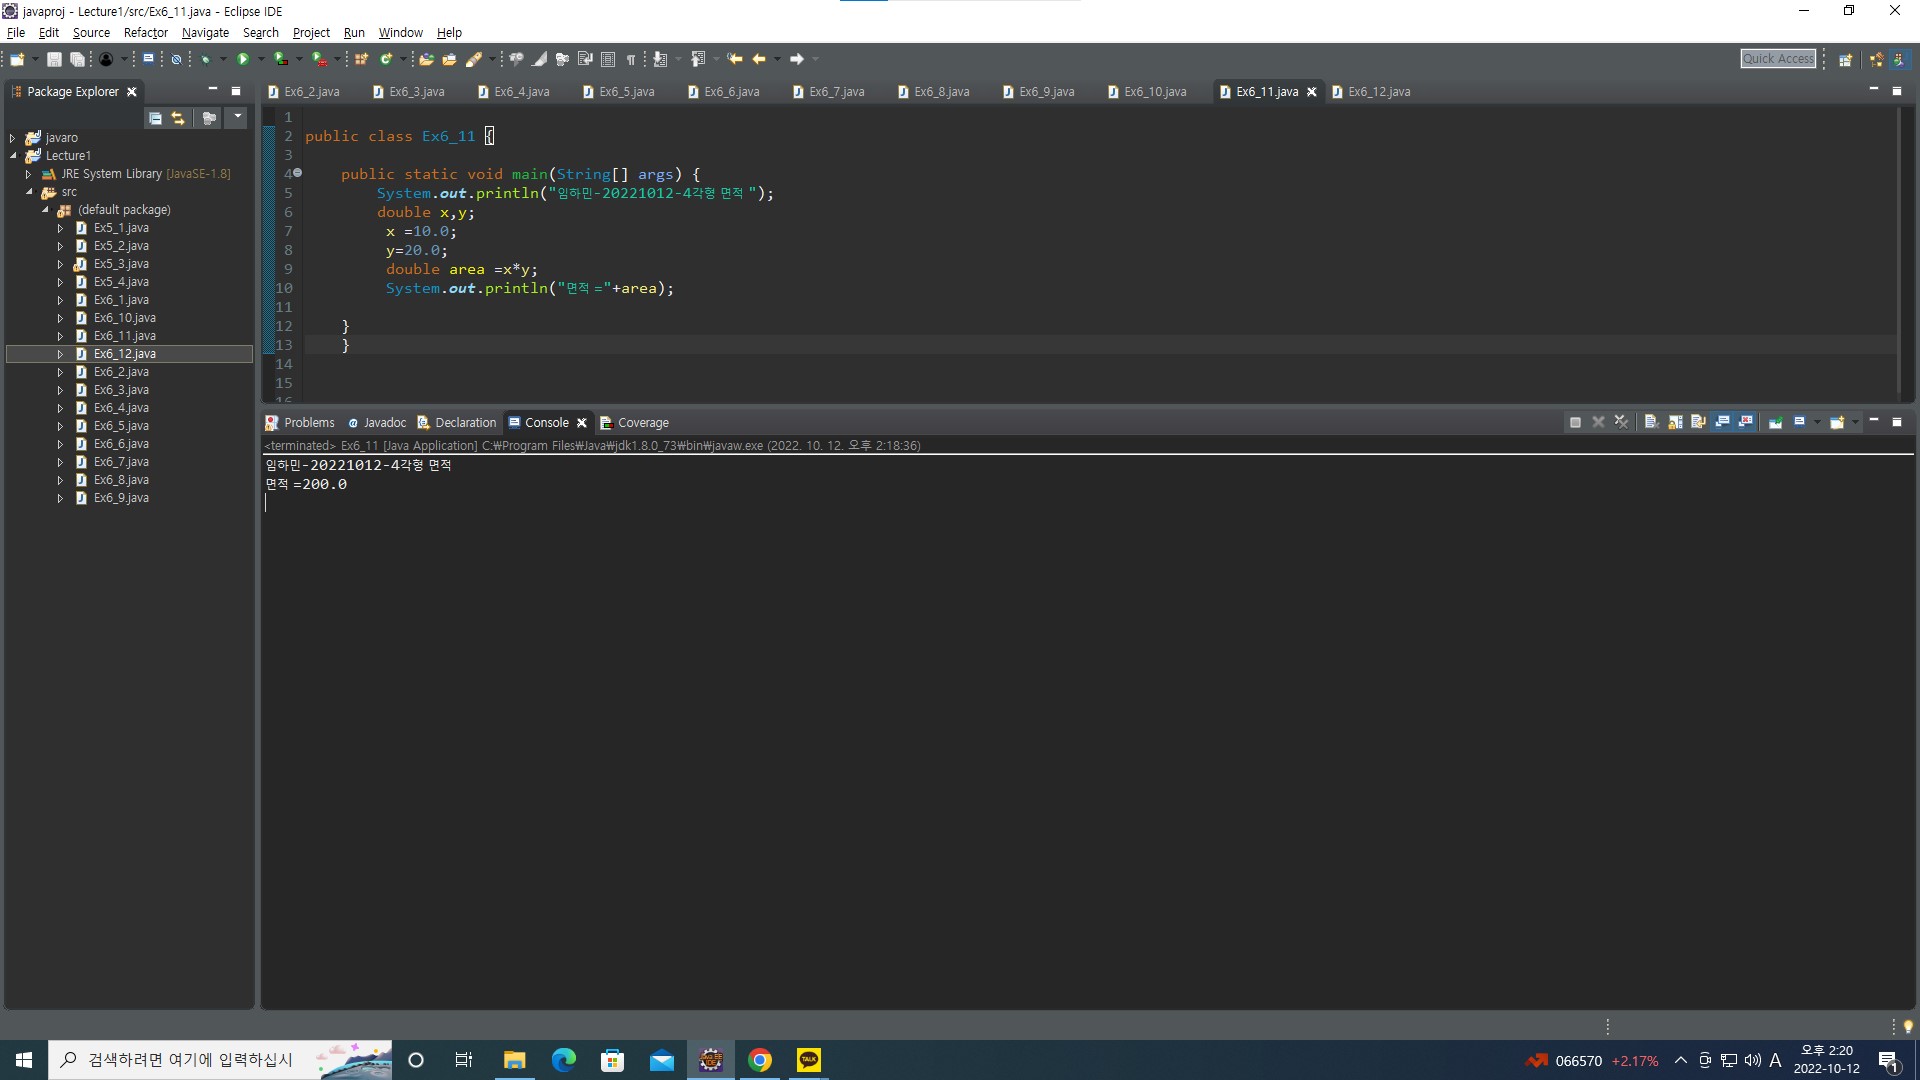 javaproj - Lecture1/src/Ex6_11.java - Eclipse IDE
File Edit Source Refactor Navigate Search Project Run Window Help
Quick Access
Package Explorer
Ex6_2.java Ex6_3.java Ex6_4.java Ex6_5.java Ex6_6.java Ex6_7.java Ex6_8.java Ex6_9.java Ex6_10.java Ex6_11.java Ex6_12.java
javaro
Lecture1
JRE System Library [JavaSE-1.8]
src
(default package)
Ex5_1.java
Ex5_2.java
Ex5_3.java
Ex5_4.java
Ex6_1.java
Ex6_10.java
Ex6_11.java
Ex6_12.java
Ex6_2.java
Ex6_3.java
Ex6_4.java
Ex6_5.java
Ex6_6.java
Ex6_7.java
Ex6_8.java
Ex6_9.java
1
2 public class Ex6_11 {
3
4 public static void main(String[] args) {
5 System.out.println("임하민-20221012-4각형 면적 ");
6 double x,y;
7 x =10.0;
8 y=20.0;
9 double area =x*y;
10 System.out.println("면적 ="+area);
11
12 }
13 }
14
15
16
Problems Javadoc Declaration Console Coverage
<terminated> Ex6_11 [Java Application] C:₩Program Files₩Java₩jdk1.8.0_73₩bin₩javaw.exe (2022. 10. 12. 오후 2:18:36)
임하민-20221012-4각형 면적
면적 =200.0
검색하려면 여기에 입력하십시
JAVA EE
IDE
TALK
066570 +2.17%
A
오후 2:20
2022-10-12
1